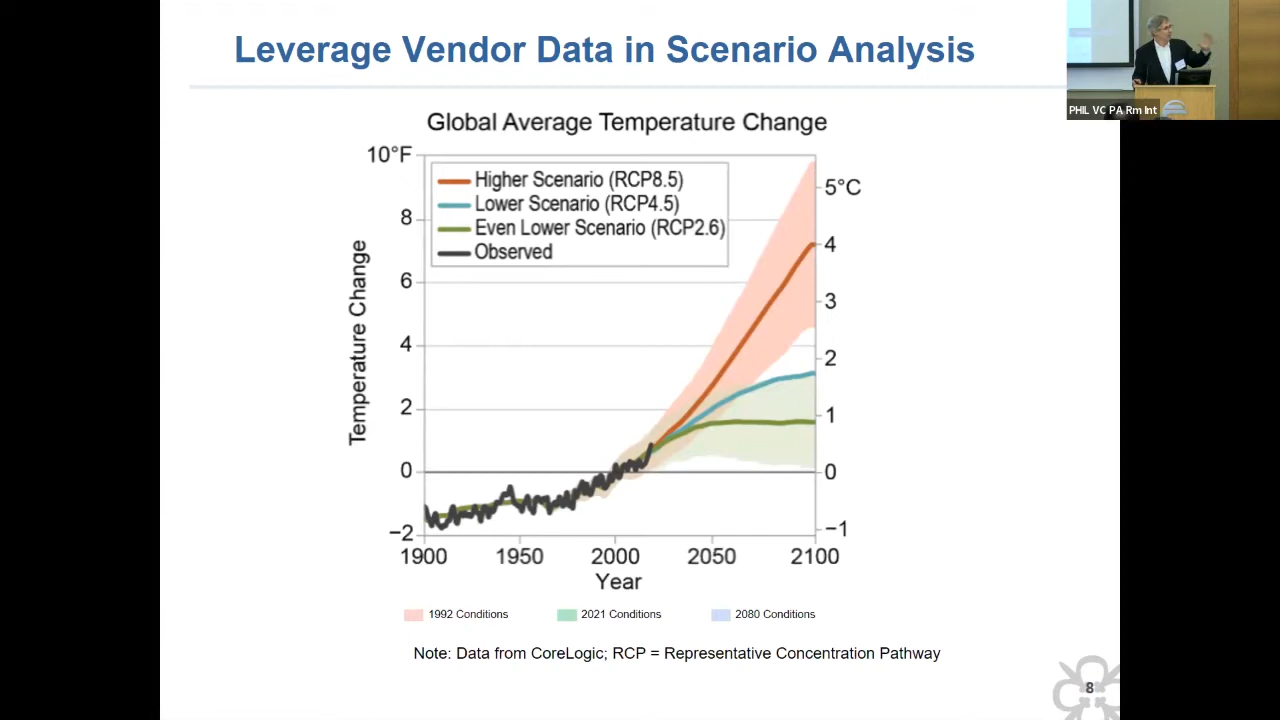 Leverage Vendor Data in Scenario Analysis
PHIL VC PA Rm Int
Global Average Temperature Change
10°F
8
6
4
2
0
−2
Temperature Change
Higher Scenario (RCP8.5)
Lower Scenario (RCP4.5)
Even Lower Scenario (RCP2.6)
Observed
5°C
4
3
2
1
0
−1
1900 1950 2000 2050 2100
Year
1992 Conditions 2021 Conditions 2080 Conditions
Note: Data from CoreLogic; RCP = Representative Concentration Pathway
8